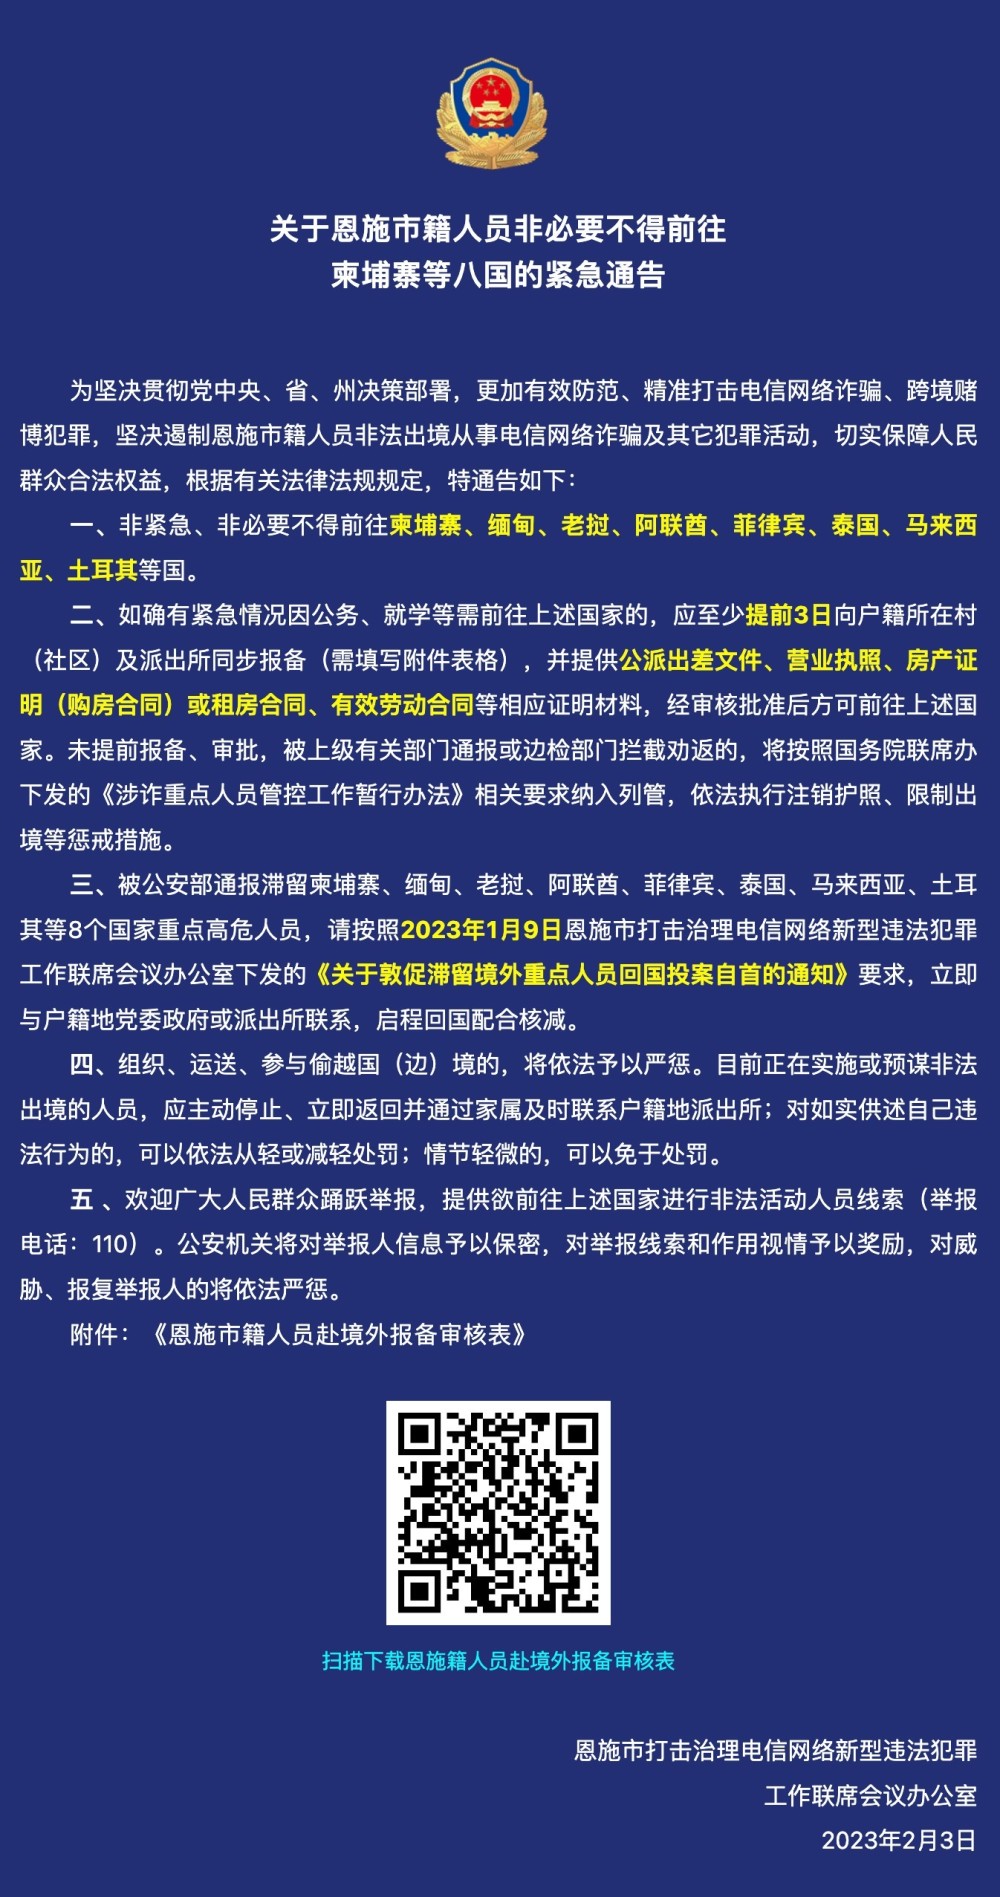 关于恩施市籍人员非必要不得前往
柬埔寨等八国的紧急通告
为坚决贯彻党中央、省、州决策部署，更加有效防范、精准打击电信网络诈骗、跨境赌
博犯罪，坚决遏制恩施市籍人员非法出境从事电信网络诈骗及其它犯罪活动，切实保障人民
群众合法权益，根据有关法律法规规定，特通告如下：
一、非紧急、非必要不得前往柬埔寨、缅甸、老挝、阿联酋、菲律宾、泰国、马来西
亚、土耳其等国。
二、如确有紧急情况因公务、就学等需前往上述国家的，应至少提前3日向户籍所在村
（社区）及派出所同步报备（需填写附件表格），并提供公派出差文件、营业执照、房产证
明（购房合同）或租房合同、有效劳动合同等相应证明材料，经审核批准后方可前往上述国
家。未提前报备、审批，被上级有关部门通报或边检部门拦截劝返的，将按照国务院联席办
下发的《涉诈重点人员管控工作暂行办法》相关要求纳入列管，依法执行注销护照、限制出
境等惩戒措施。
三、被公安部通报滞留柬埔寨、缅甸、老挝、阿联酋、菲律宾、泰国、马来西亚、土耳
其等8个国家重点高危人员，请按照2023年1月9日恩施市打击治理电信网络新型违法犯罪
工作联席会议办公室下发的《关于敦促滞留境外重点人员回国投案自首的通知》要求，立即
与户籍地党委政府或派出所联系，启程回国配合核减。
四、组织、运送、参与偷越国（边）境的，将依法予以严惩。目前正在实施或预谋非法
出境的人员，应主动停止、立即返回并通过家属及时联系户籍地派出所；对如实供述自己违
法行为的，可以依法从轻或减轻处罚；情节轻微的，可以免于处罚。
五 、欢迎广大人民群众踊跃举报，提供欲前往上述国家进行非法活动人员线索（举报
电话：110）。公安机关将对举报人信息予以保密，对举报线索和作用视情予以奖励，对威
胁、报复举报人的将依法严惩。
附件：《恩施市籍人员赴境外报备审核表》
扫描下载恩施籍人员赴境外报备审核表
恩施市打击治理电信网络新型违法犯罪
工作联席会议办公室
2023年2月3日